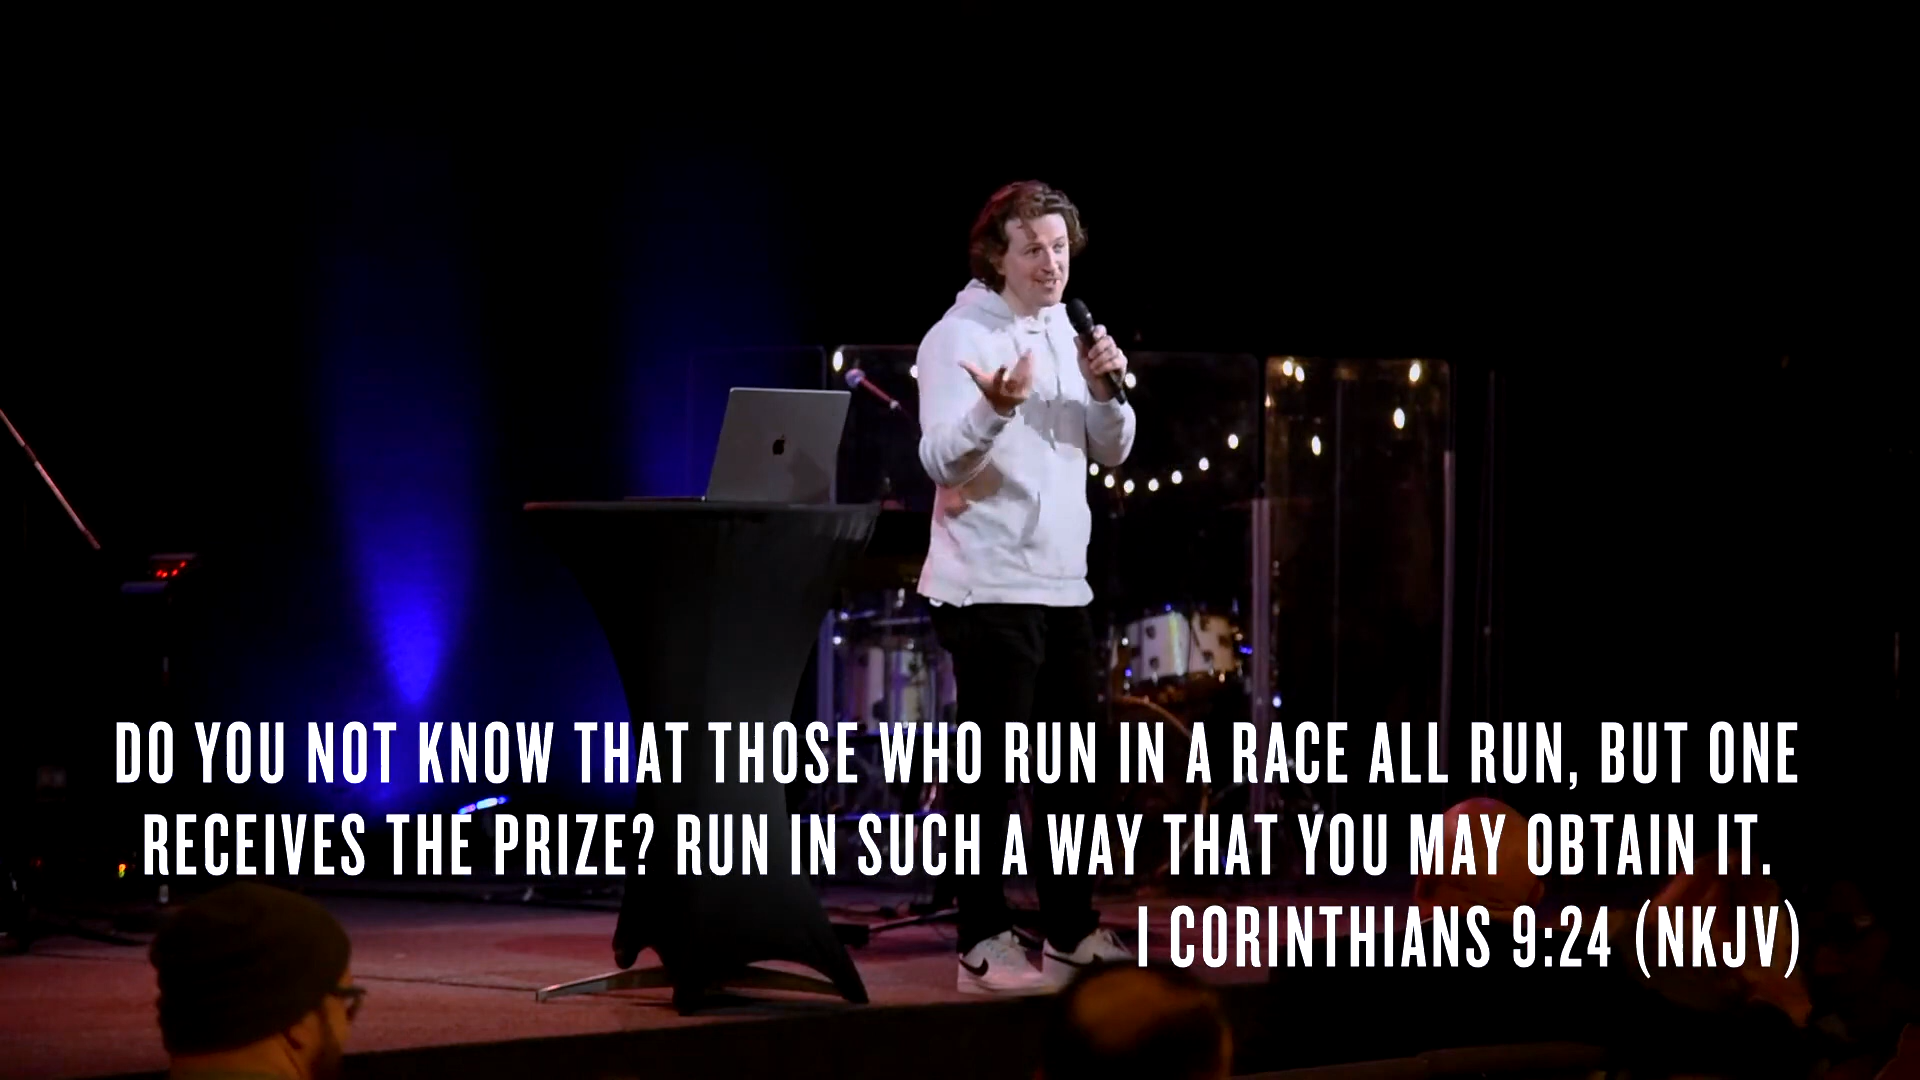 DO YOU NOT KNOW THAT THOSE WHO RUN IN A RACE ALL RUN, BUT ONE
RECEIVES THE PRIZE? RUN IN SUCH A WAY THAT YOU MAY OBTAIN IT.
I CORINTHIANS 9:24 (NKJV)